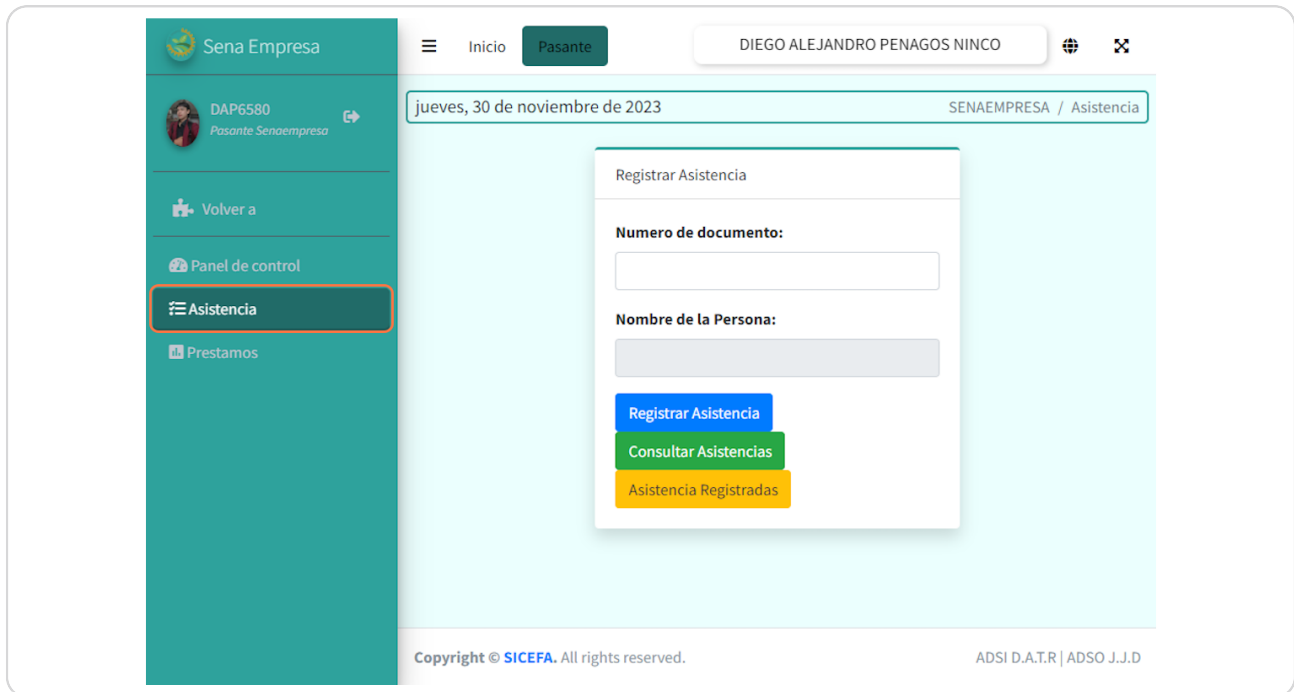 Sena Empresa
Inicio
Pasante
DIEGO ALEJANDRO PENAGOS NINCO
DAP6580
Pasante Senaempresa
Volver a
Panel de control
Asistencia
Prestamos
jueves, 30 de noviembre de 2023
SENAEMPRESA / Asistencia
Registrar Asistencia
Numero de documento:
Nombre de la Persona:
Registrar Asistencia
Consultar Asistencias
Asistencia Registradas
Copyright © SICEFA. All rights reserved.
ADSI D.A.T.R | ADSO J.J.D